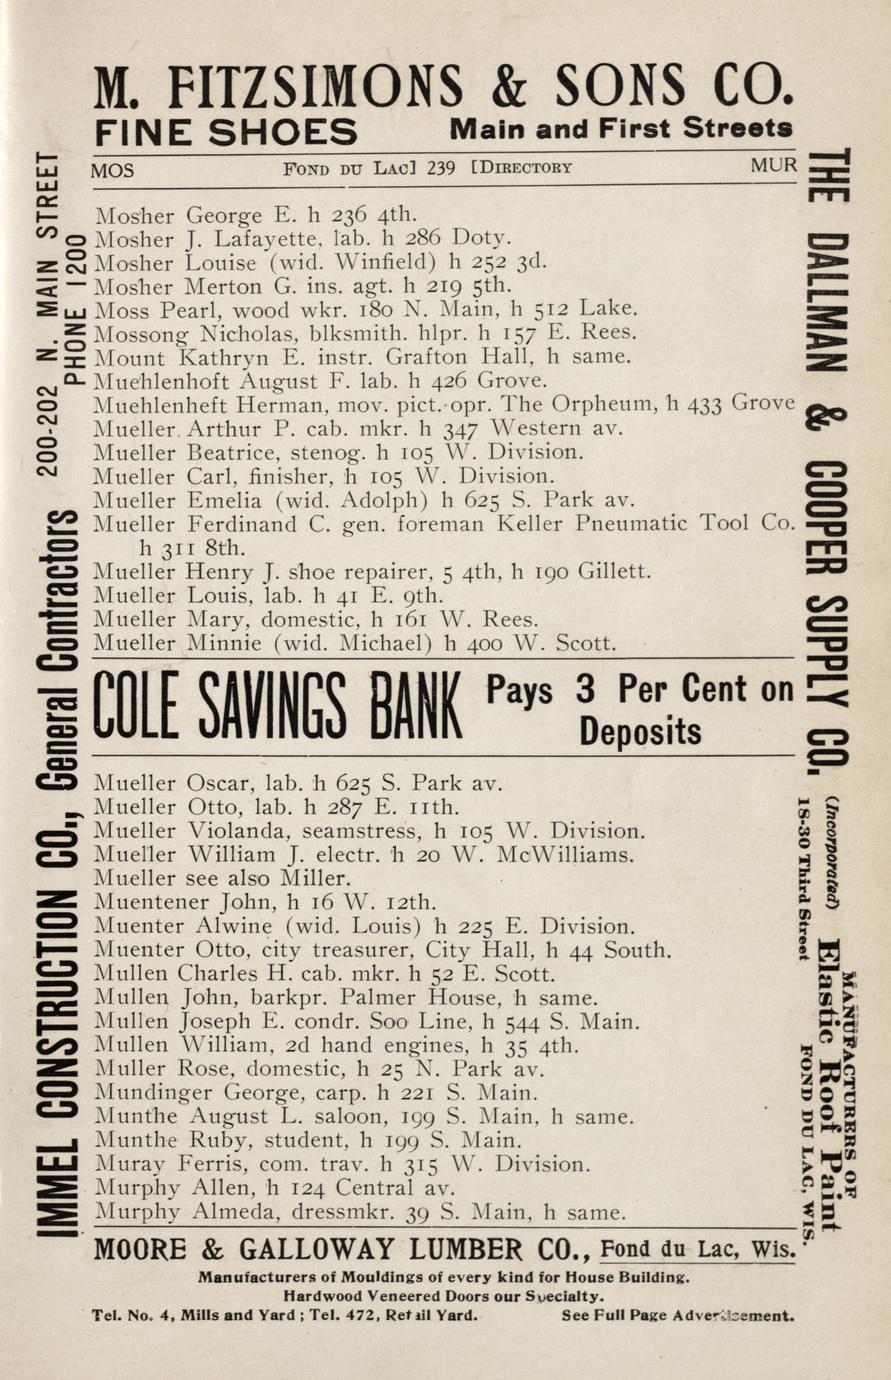 M. FITZSIMONS & SONS CO.
FINE SHOES Main and First Streets
MOS FOND DU LAC] 239 [DIRECTORY MUR
Mosher George E. h 236 4th.
Mosher J. Lafayette, lab. h 286 Doty.
Mosher Louise (wid. Winfield) h 252 3d.
Mosher Merton G. ins. agt. h 219 5th.
Moss Pearl, wood wkr. 180 N. Main, h 512 Lake.
Mossong Nicholas, blksmith. hlpr. h 157 E. Rees.
Mount Kathryn E. instr. Grafton Hall, h same.
Muehlenhoft August F. lab. h 426 Grove.
Muehlenheft Herman, mov. pict. opr. The Orpheum, h 433 Grove
Mueller Arthur P. cab. mkr. h 347 Western av.
Mueller Beatrice, stenog. h 105 W. Division.
Mueller Carl, finisher, h 105 W. Division.
Mueller Emelia (wid. Adolph) h 625 S. Park av.
Mueller Ferdinand C. gen. foreman Keller Pneumatic Tool Co.
h 311 8th.
Mueller Henry J. shoe repairer, 5 4th, h 190 Gillett.
Mueller Louis, lab. h 41 E. 9th.
Mueller Mary, domestic, h 161 W. Rees.
Mueller Minnie (wid. Michael) h 400 W. Scott.
COLE SAVINGS BANK Pays 3 Per Cent on
Deposits
Mueller Oscar, lab. h 625 S. Park av.
Mueller Otto, lab. h 287 E. 11th.
Mueller Violanda, seamstress, h 105 W. Division.
Mueller William J. electr. h 20 W. McWilliams.
Mueller see also Miller.
Muentener John, h 16 W. 12th.
Muenter Alwine (wid. Louis) h 225 E. Division.
Muenter Otto, city treasurer, City Hall, h 44 South.
Mullen Charles H. cab. mkr. h 52 E. Scott.
Mullen John, barkpr. Palmer House, h same.
Mullen Joseph E. condr. Soo Line, h 544 S. Main.
Mullen William, 2d hand engines, h 35 4th.
Muller Rose, domestic, h 25 N. Park av.
Mundinger George, carp. h 221 S. Main.
Munthe August L. saloon, 199 S. Main, h same.
Munthe Ruby, student, h 199 S. Main.
Muray Ferris, com. trav. h 315 W. Division.
Murphy Allen, h 124 Central av.
Murphy Almeda, dressmkr. 39 S. Main, h same.
MOORE & GALLOWAY LUMBER CO., Fond du Lac, Wis.
Manufacturers of Mouldings of every kind for House Building.
Hardwood Veneered Doors our Specialty.
Tel. No. 4, Mills and Yard ; Tel. 472, Retail Yard. See Full Page Advertisement.
IMMEL CONSTRUCTION CO., General Contractors 200-202 N. MAIN STREET
PHONE 1200
THE DALLMAN & COOPER SUPPLY CO.
(Incorporated)
18-30 Third Street
MANUFACTURERS OF
Elastic Roof Paint
FOND DU LAC, WIS.